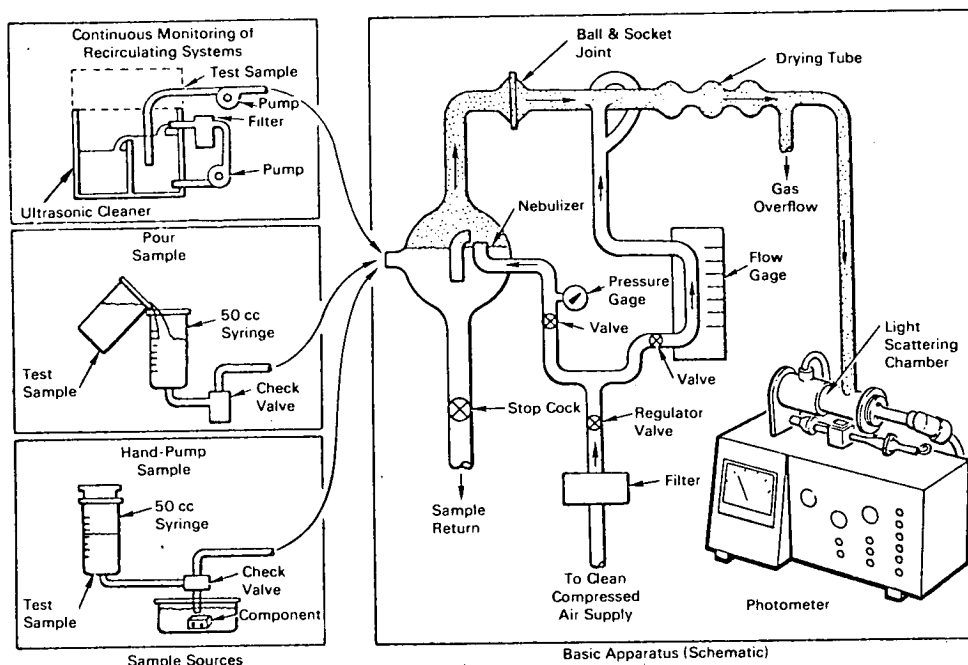 Continuous Monitoring of
Recirculating Systems
Test Sample
Pump
Filter
Pump
Ultrasonic Cleaner
Pour
Sample
50 cc
Syringe
Test
Sample
Check
Valve
Hand-Pump
Sample
50 cc
Syringe
Check
Valve
Test
Sample
Component
Sample Sources
Ball & Socket
Joint
Drying Tube
Gas
Overflow
Nebulizer
Flow
Gage
Pressure
Gage
Valve
Valve
Light
Scattering
Chamber
Stop Cock
Regulator
Valve
Filter
Sample
Return
To Clean
Compressed
Air Supply
Photometer
Basic Apparatus (Schematic)